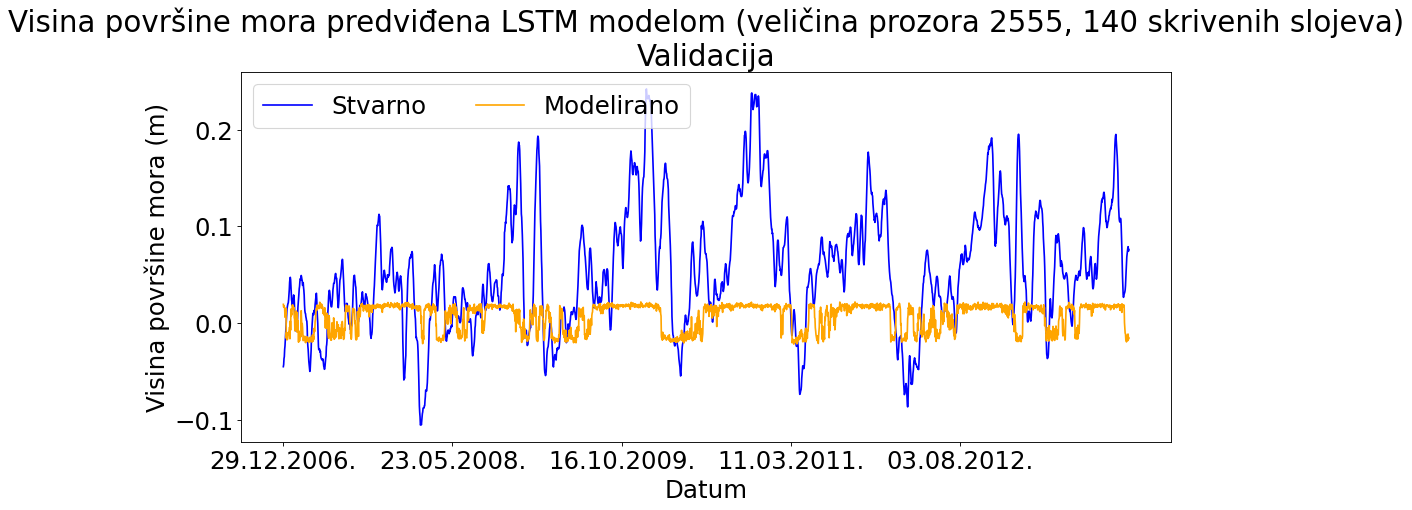 Visina površine mora predviđena LSTM modelom (veličina prozora 2555, 140 skrivenih slojeva)
Validacija
Stvarno
Modelirano
Visina površine mora (m)
0.2
0.1
0.0
−0.1
29.12.2006.
23.05.2008.
16.10.2009.
11.03.2011.
03.08.2012.
Datum